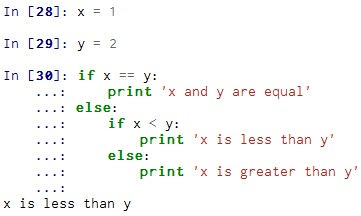 In [28]: x = 1
In [29]: y = 2
In [30]: if x == y:
    ...:     print 'x and y are equal'
    ...: else:
    ...:     if x < y:
    ...:         print 'x is less than y'
    ...:     else:
    ...:         print 'x is greater than y'
    ...:
x is less than y